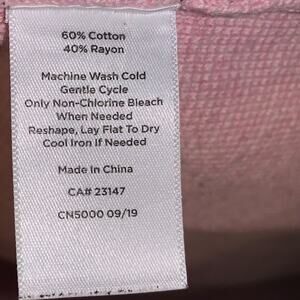 60% Cotton
40% Rayon
Machine Wash Cold
Gentle Cycle
Only Non-Chlorine Bleach
When Needed
Reshape, Lay Flat To Dry
Cool Iron If Needed
Made In China
CA# 23147
CN5000 09/19